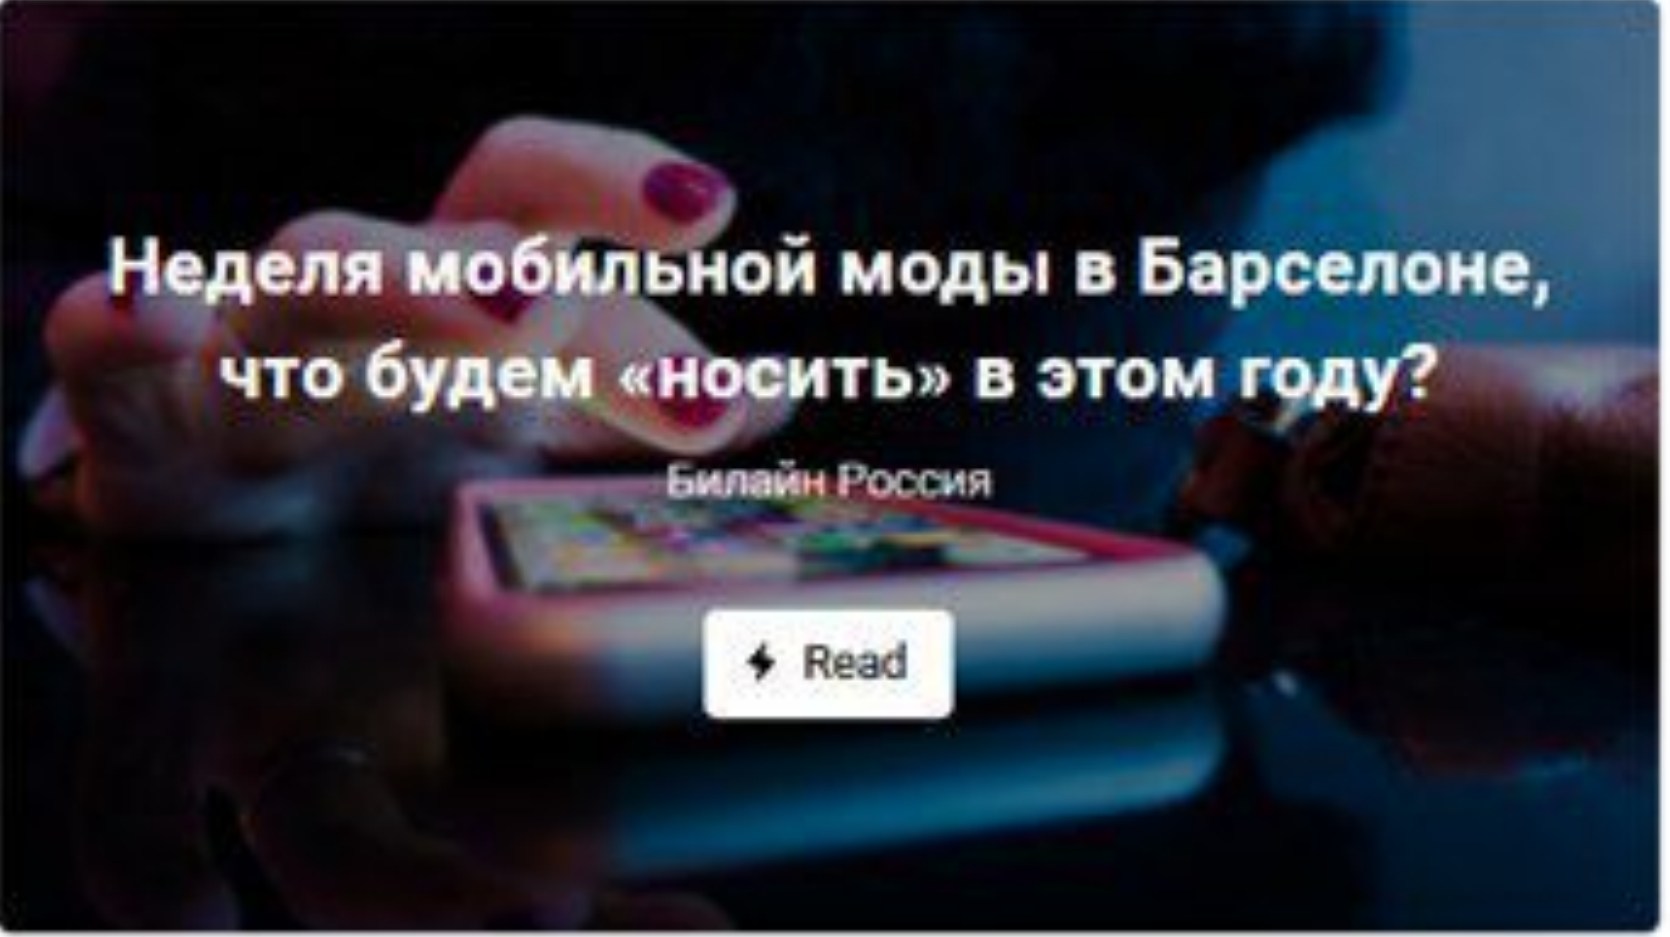 Неделя мобильной моды в Барселоне,
что будем «носить» в этом году?
Билайн Россия
Read